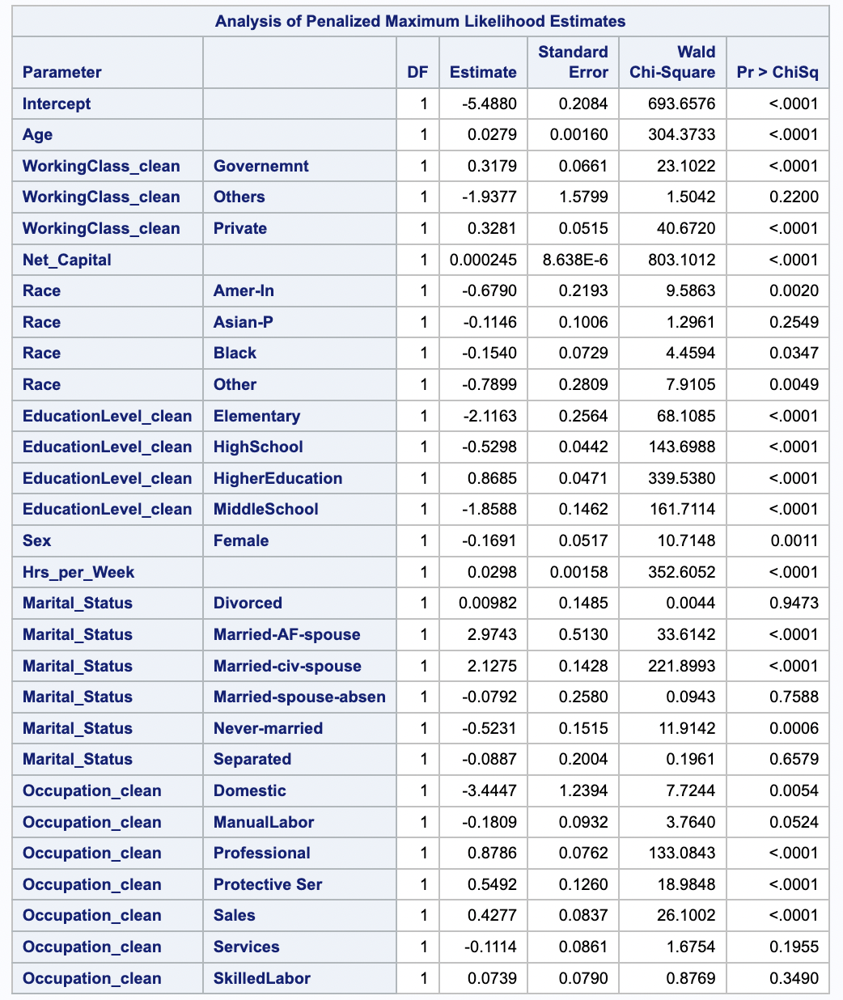 Analysis of Penalized Maximum Likelihood Estimates
Parameter DF Estimate Standard Error Wald Chi-Square Pr > ChiSq
Intercept 1 -5.4880 0.2084 693.6576 <.0001
Age 1 0.0279 0.00160 304.3733 <.0001
WorkingClass_clean Governemnt 1 0.3179 0.0661 23.1022 <.0001
WorkingClass_clean Others 1 -1.9377 1.5799 1.5042 0.2200
WorkingClass_clean Private 1 0.3281 0.0515 40.6720 <.0001
Net_Capital 1 0.000245 8.638E-6 803.1012 <.0001
Race Amer-In 1 -0.6790 0.2193 9.5863 0.0020
Race Asian-P 1 -0.1146 0.1006 1.2961 0.2549
Race Black 1 -0.1540 0.0729 4.4594 0.0347
Race Other 1 -0.7899 0.2809 7.9105 0.0049
EducationLevel_clean Elementary 1 -2.1163 0.2564 68.1085 <.0001
EducationLevel_clean HighSchool 1 -0.5298 0.0442 143.6988 <.0001
EducationLevel_clean HigherEducation 1 0.8685 0.0471 339.5380 <.0001
EducationLevel_clean MiddleSchool 1 -1.8588 0.1462 161.7114 <.0001
Sex Female 1 -0.1691 0.0517 10.7148 0.0011
Hrs_per_Week 1 0.0298 0.00158 352.6052 <.0001
Marital_Status Divorced 1 0.00982 0.1485 0.0044 0.9473
Marital_Status Married-AF-spouse 1 2.9743 0.5130 33.6142 <.0001
Marital_Status Married-civ-spouse 1 2.1275 0.1428 221.8993 <.0001
Marital_Status Married-spouse-absen 1 -0.0792 0.2580 0.0943 0.7588
Marital_Status Never-married 1 -0.5231 0.1515 11.9142 0.0006
Marital_Status Separated 1 -0.0887 0.2004 0.1961 0.6579
Occupation_clean Domestic 1 -3.4447 1.2394 7.7244 0.0054
Occupation_clean ManualLabor 1 -0.1809 0.0932 3.7640 0.0524
Occupation_clean Professional 1 0.8786 0.0762 133.0843 <.0001
Occupation_clean Protective Ser 1 0.5492 0.1260 18.9848 <.0001
Occupation_clean Sales 1 0.4277 0.0837 26.1002 <.0001
Occupation_clean Services 1 -0.1114 0.0861 1.6754 0.1955
Occupation_clean SkilledLabor 1 0.0739 0.0790 0.8769 0.3490